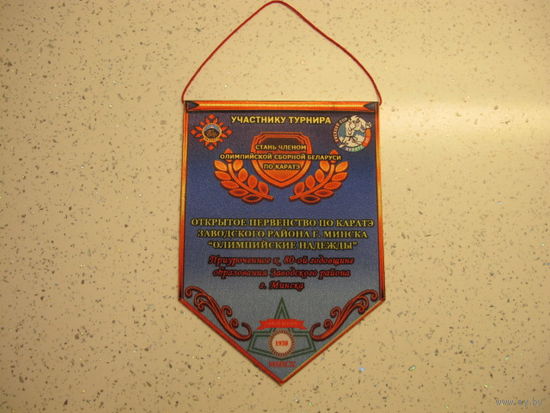 УЧАСТНИКУ ТУРНИРА
СТАНЬ ЧЛЕНОМ
ОЛИМПИЙСКОЙ СБОРНОЙ БЕЛАРУСИ
ПО КАРАТЭ
ОТКРЫТОЕ ПЕРВЕНСТВО ПО КАРАТЭ
ЗАВОДСКОГО РАЙОНА Г. МИНСКА
"ОЛИМПИЙСКИЕ НАДЕЖДЫ"
Приуроченное к 80-ой годовщине
образования Заводского района
г. Минска
1938